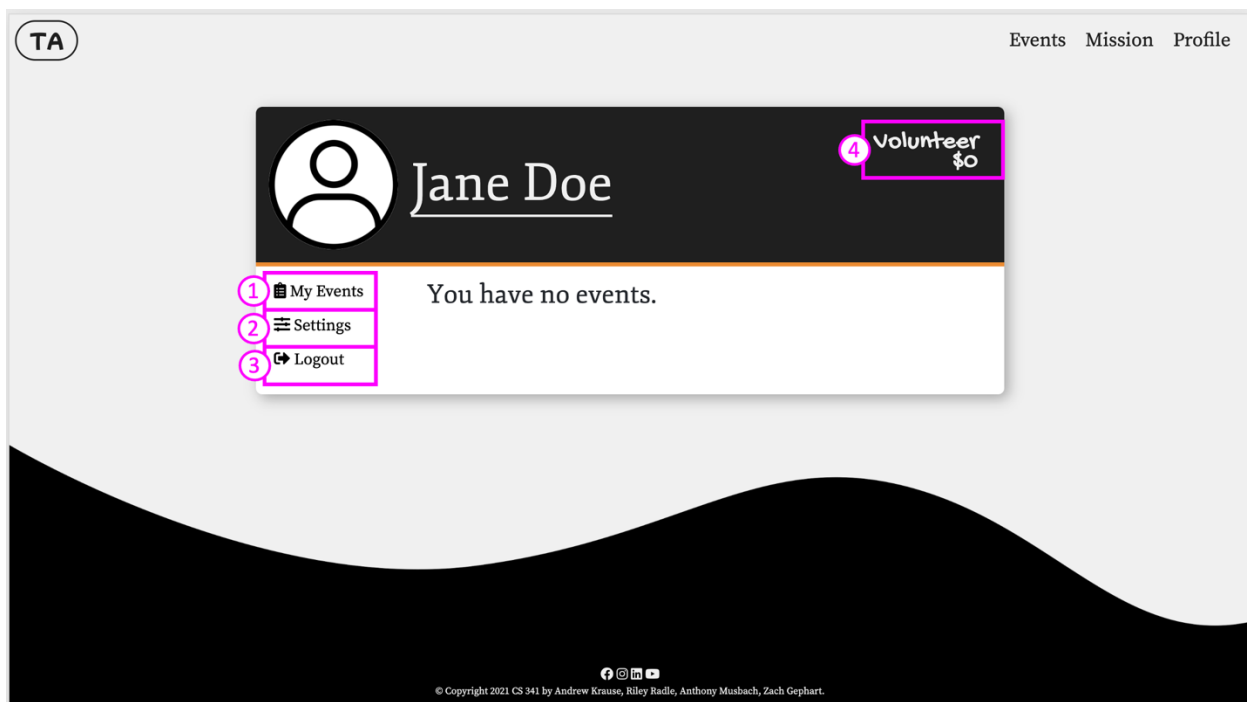 TA
Events Mission Profile
4
Volunteer
$0
Jane Doe
1 My Events
You have no events.
2 Settings
3 Logout
© Copyright 2021 CS 341 by Andrew Krause, Riley Radle, Anthony Musbach, Zach Gephart.